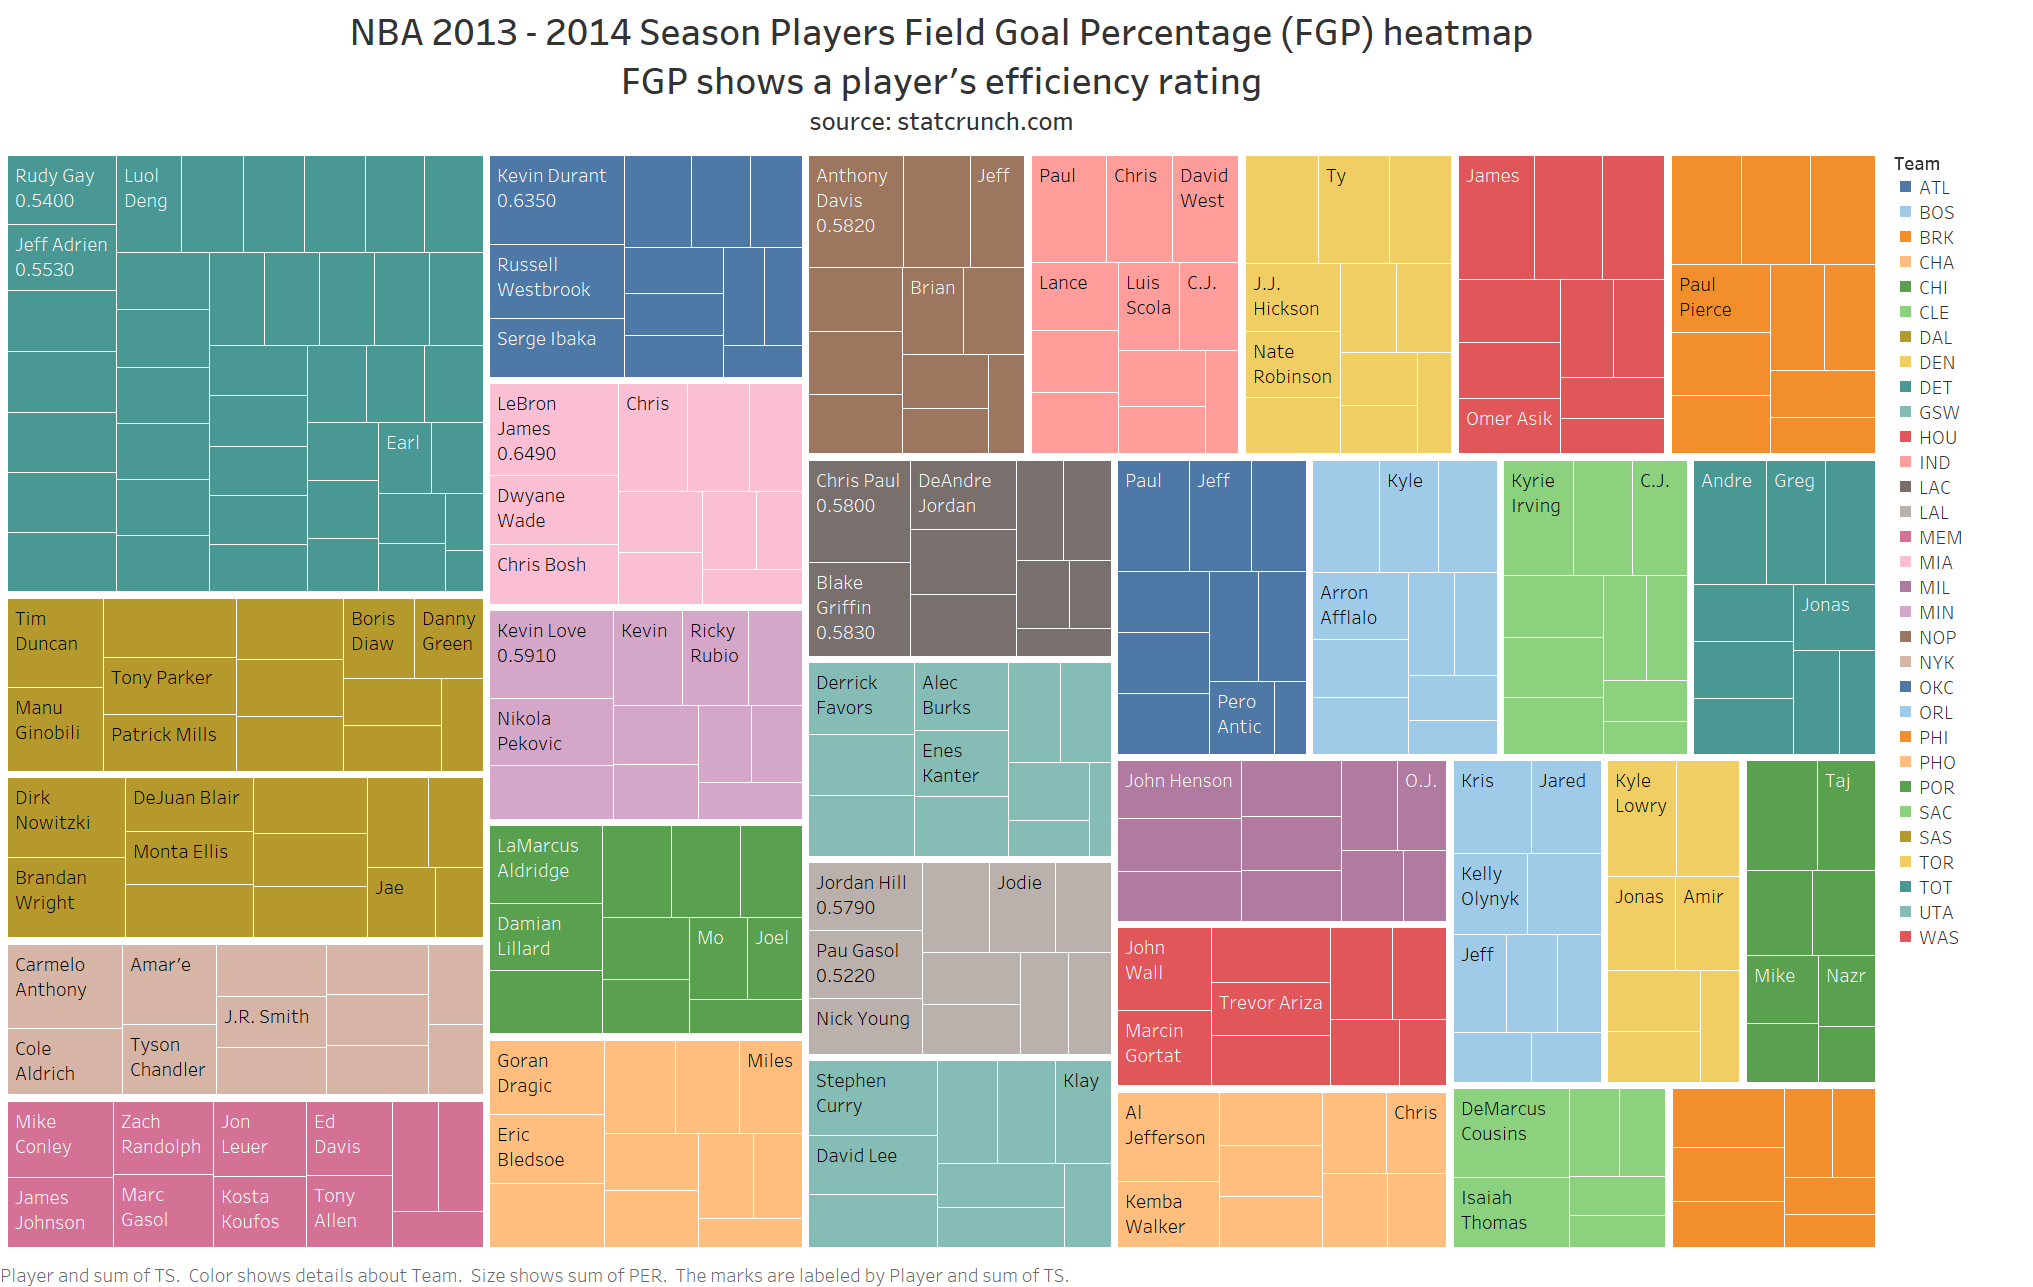 NBA 2013 - 2014 Season Players Field Goal Percentage (FGP) heatmap
FGP shows a player’s efficiency rating
source: statcrunch.com
Rudy Gay
0.5400
Luol
Deng
Jeff Adrien
0.5530
Earl
Tim
Duncan
Manu
Ginobili
Tony Parker
Patrick Mills
Boris
Diaw
Danny
Green
Dirk
Nowitzki
Brandan
Wright
DeJuan Blair
Monta Ellis
Jae
Carmelo
Anthony
Cole
Aldrich
Amar’e
Tyson
Chandler
J.R. Smith
Mike
Conley
James
Johnson
Zach
Randolph
Marc
Gasol
Jon
Leuer
Kosta
Koufos
Ed
Davis
Tony
Allen
Kevin Durant
0.6350
Russell
Westbrook
Serge Ibaka
LeBron
James
0.6490
Dwyane
Wade
Chris Bosh
Chris
Kevin Love
0.5910
Nikola
Pekovic
Kevin
Ricky
Rubio
LaMarcus
Aldridge
Damian
Lillard
Mo
Joel
Goran
Dragic
Eric
Bledsoe
Miles
Anthony
Davis
0.5820
Jeff
Brian
Paul
Chris
David
West
Lance
Luis
Scola
C.J.
Ty
J.J.
Hickson
Nate
Robinson
James
Omer Asik
Paul
Pierce
Chris Paul
0.5800
Blake
Griffin
0.5830
DeAndre
Jordan
Derrick
Favors
Alec
Burks
Enes
Kanter
Jordan Hill
0.5790
Pau Gasol
0.5220
Nick Young
Jodie
Stephen
Curry
David Lee
Klay
Paul
Jeff
Pero
Antic
Kyle
Arron
Afflalo
Kyrie
Irving
C.J.
Andre
Greg
Jonas
John Henson
O.J.
John
Wall
Marcin
Gortat
Trevor Ariza
Al
Jefferson
Kemba
Walker
Chris
Kris
Jared
Kelly
Olynyk
Jeff
Kyle
Lowry
Jonas
Amir
Taj
Mike
Nazr
DeMarcus
Cousins
Isaiah
Thomas
Team
ATL
BOS
BRK
CHA
CHI
CLE
DAL
DEN
DET
GSW
HOU
IND
LAC
LAL
MEM
MIA
MIL
MIN
NOP
NYK
OKC
ORL
PHI
PHO
POR
SAC
SAS
TOR
TOT
UTA
WAS
Player and sum of TS.  Color shows details about Team.  Size shows sum of PER.  The marks are labeled by Player and sum of TS.